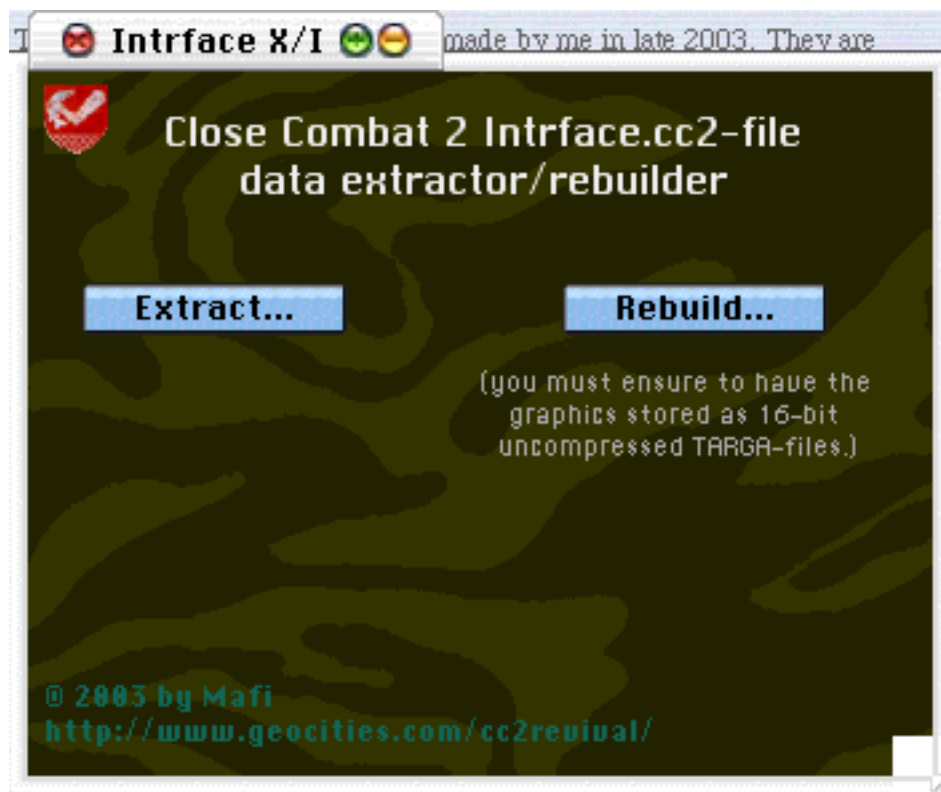 Intrface X/I
made by me in late 2003. They are
Close Combat 2 Intrface.cc2-file
data extractor/rebuilder
Extract...
Rebuild...
(you must ensure to have the
graphics stored as 16-bit
uncompressed TARGA-files.)
© 2003 by Mafi
http://www.geocities.com/cc2revival/